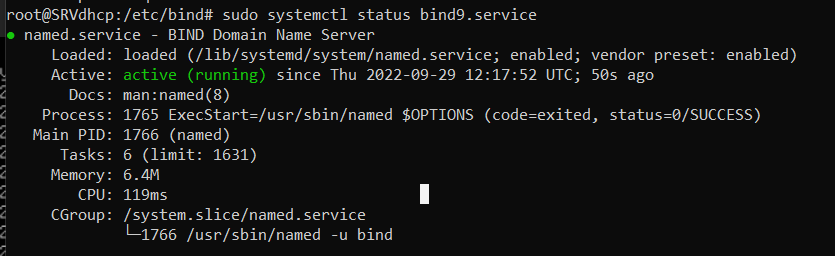 root@SRVdhcp:/etc/bind# sudo systemctl status bind9.service
● named.service - BIND Domain Name Server
Loaded: loaded (/lib/systemd/system/named.service; enabled; vendor preset: enabled)
Active: active (running) since Thu 2022-09-29 12:17:52 UTC; 50s ago
Docs: man:named(8)
Process: 1765 ExecStart=/usr/sbin/named $OPTIONS (code=exited, status=0/SUCCESS)
Main PID: 1766 (named)
Tasks: 6 (limit: 1631)
Memory: 6.4M
CPU: 119ms
CGroup: /system.slice/named.service
└─1766 /usr/sbin/named -u bind